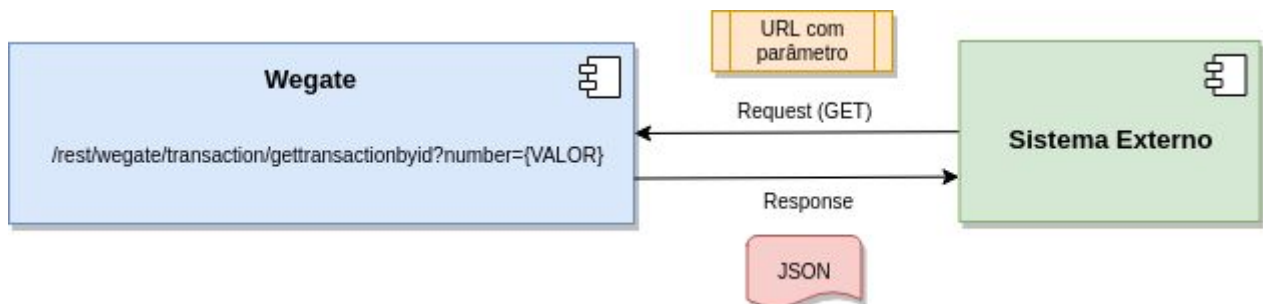 URL com
parâmetro
Wegate
Request (GET)
/rest/wegate/transaction/gettransactionbyid?number={VALOR}
Sistema Externo
Response
JSON